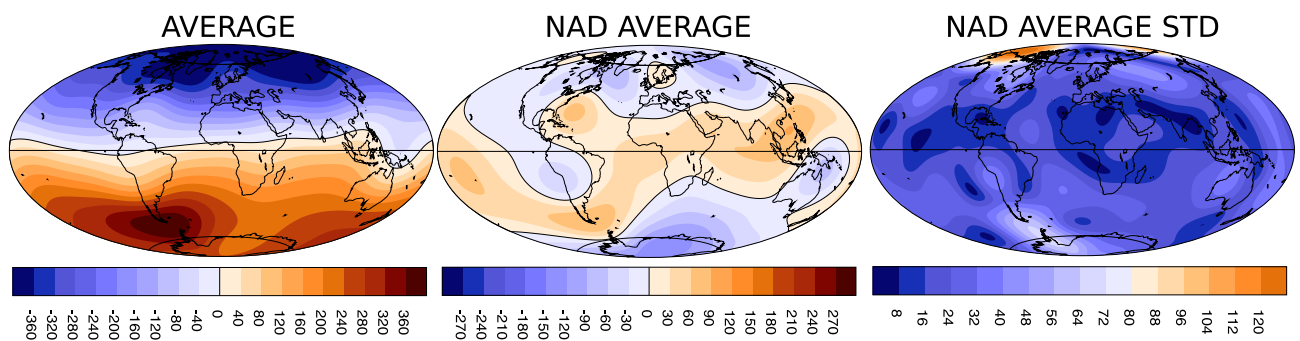 AVERAGE
NAD AVERAGE
NAD AVERAGE STD
-360 -320 -280 -240 -200 -160 -120 -80 -40 0 40 80 120 160 200 240 280 320 360
-270 -240 -210 -180 -150 -120 -90 -60 -30 0 30 60 90 120 150 180 210 240 270
8 16 24 32 40 48 56 64 72 80 88 96 104 112 120